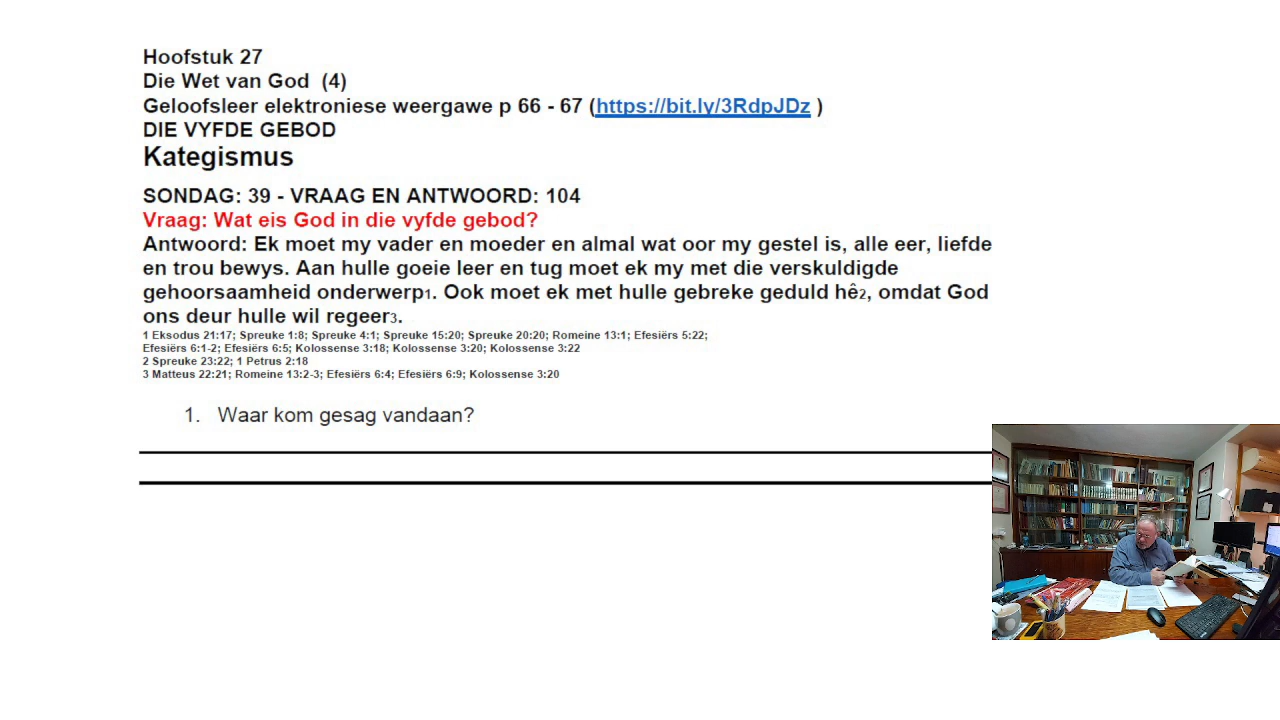 Hoofstuk 27
Die Wet van God (4)
Geloofsleer elektroniese weergawe p 66 - 67 (https://bit.ly/3RdpJDz )
DIE VYFDE GEBOD
Kategismus
SONDAG: 39 - VRAAG EN ANTWOORD: 104
Vraag: Wat eis God in die vyfde gebod?
Antwoord: Ek moet my vader en moeder en almal wat oor my gestel is, alle eer, liefde
en trou bewys. Aan hulle goeie leer en tug moet ek my met die verskuldigde
gehoorsaamheid onderwerp1. Ook moet ek met hulle gebreke geduld hê2, omdat God
ons deur hulle wil regeer3.
1 Eksodus 21:17; Spreuke 1:8; Spreuke 4:1; Spreuke 15:20; Spreuke 20:20; Romeine 13:1; Efesiërs 5:22;
Efesiërs 6:1-2; Efesiërs 6:5; Kolossense 3:18; Kolossense 3:20; Kolossense 3:22
2 Spreuke 23:22; 1 Petrus 2:18
3 Matteus 22:21; Romeine 13:2-3; Efesiërs 6:4; Efesiërs 6:9; Kolossense 3:20
1. Waar kom gesag vandaan?